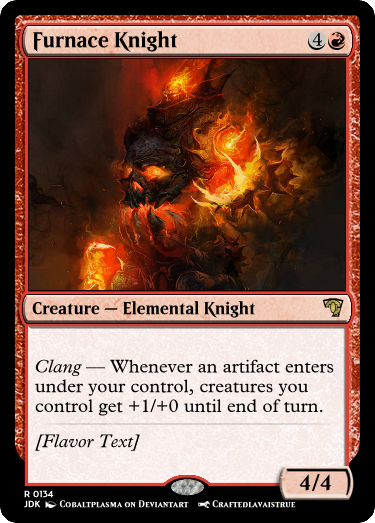 Furnace Knight 4
Creature — Elemental Knight
Clang — Whenever an artifact enters
under your control, creatures you
control get +1/+0 until end of turn.
[Flavor Text]
4/4
R 0134
JDK Cobaltplasma on Deviantart Craftedlavaistrue